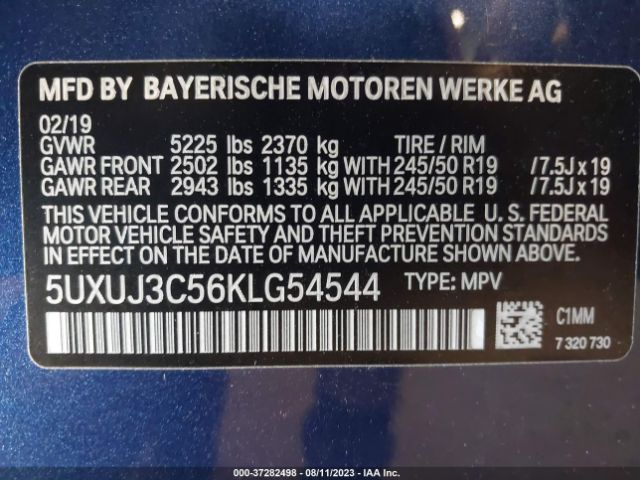 MFD BY BAYERISCHE MOTOREN WERKE AG
02/19
GVWR 5225 lbs 2370 kg TIRE / RIM
GAWR FRONT 2502 lbs 1135 kg WITH 245/50 R19 /7.5J x 19
GAWR REAR 2943 lbs 1335 kg WITH 245/50 R19 /7.5J x 19
THIS VEHICLE CONFORMS TO ALL APPLICABLE U. S. FEDERAL
MOTOR VEHICLE SAFETY AND THEFT PREVENTION STANDARDS
IN EFFECT ON THE DATE OF MANUFACTURE SHOWN ABOVE.
5UXUJ3C56KLG54544 TYPE: MPV
C1MM
7 320 730
000-37282498 - 08/11/2023 - IAA Inc.